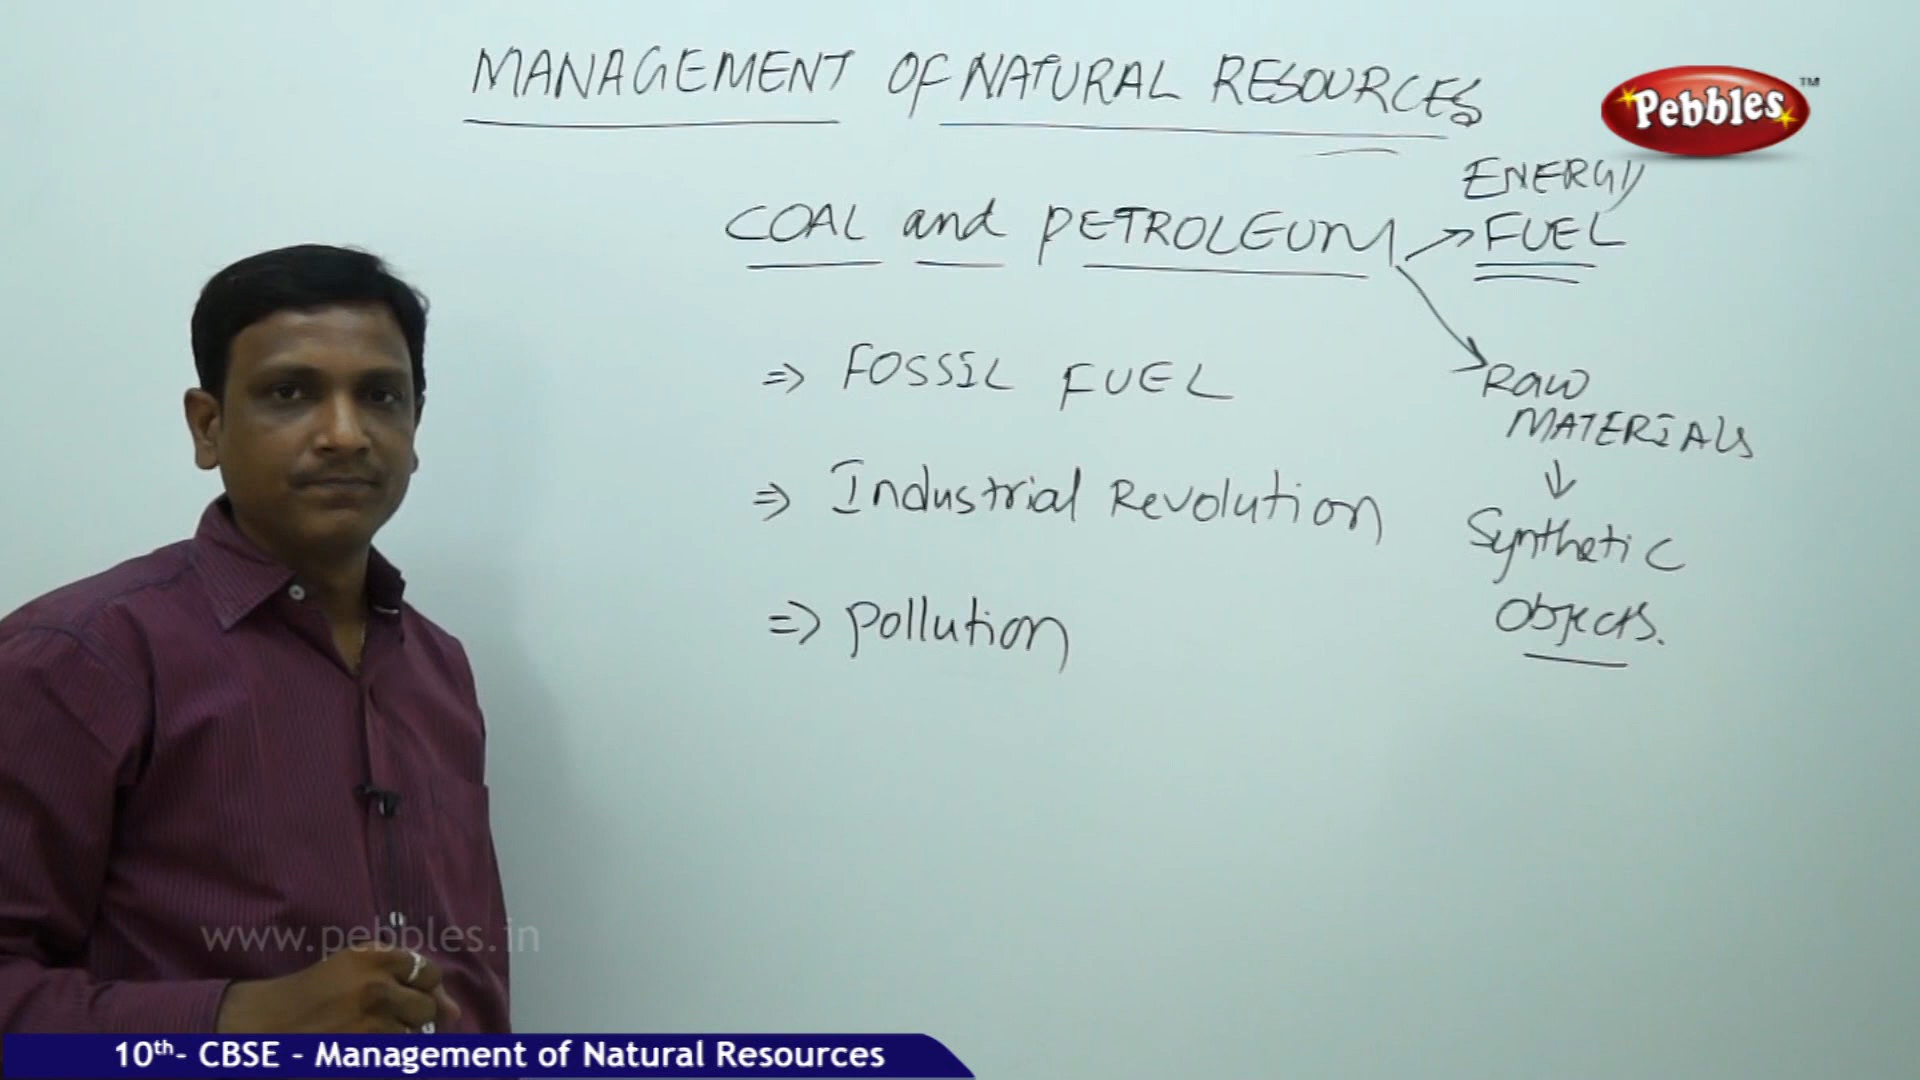 MANAGEMENT OF NATURAL RESOURCES
Pebbles™
ENERGY
COAL and PETROLEUM → FUEL
⇒ FOSSIL FUEL
RAW
MATERIALS
↓
⇒ Industrial Revolution
Synthetic
Objects.
⇒ Pollution
www.pebbles.in
10th- CBSE - Management of Natural Resources